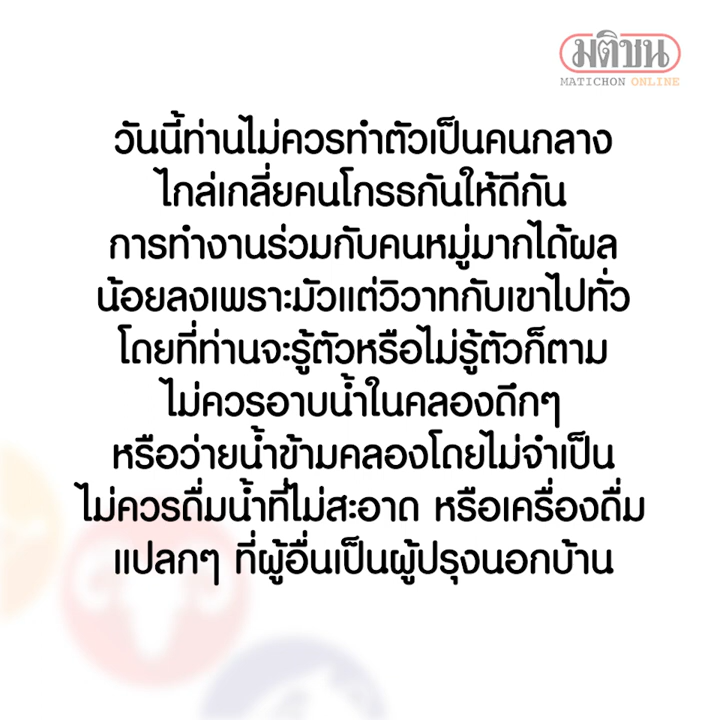 มติชน
MATICHON ONLINE
วันนี้ท่านไม่ควรทำตัวเป็นคนกลาง
ไกล่เกลี่ยคนโกรธกันให้ดีกัน
การทำงานร่วมกับคนหมู่มากได้ผล
น้อยลงเพราะมัวแต่วิวาทกับเขาไปทั่ว
โดยที่ท่านจะรู้ตัวหรือไม่รู้ตัวก็ตาม
ไม่ควรอาบน้ำในคลองดึกๆ
หรือว่ายน้ำข้ามคลองโดยไม่จำเป็น
ไม่ควรดื่มน้ำที่ไม่สะอาด หรือเครื่องดื่ม
แปลกๆ ที่ผู้อื่นเป็นผู้ปรุงนอกบ้าน